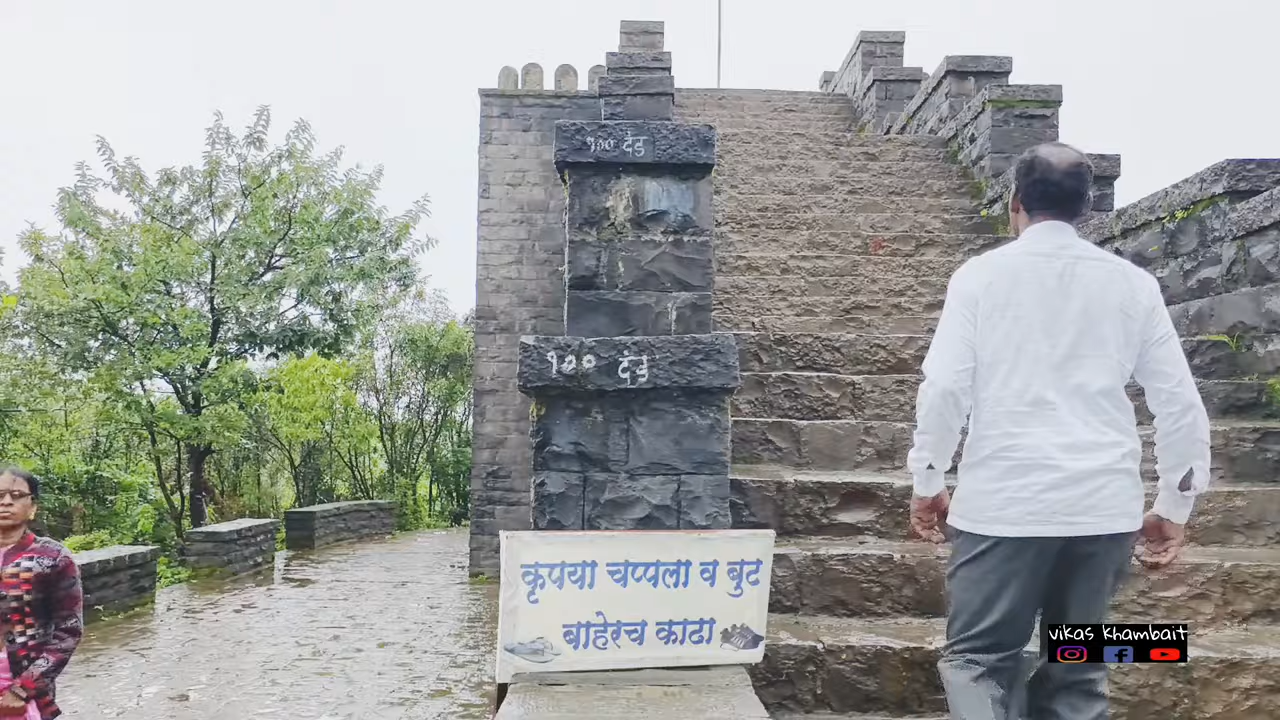 १०० दंड
१०० दंड
कृपया चप्पला व बुट
बाहेरच काढा
vikas khambait